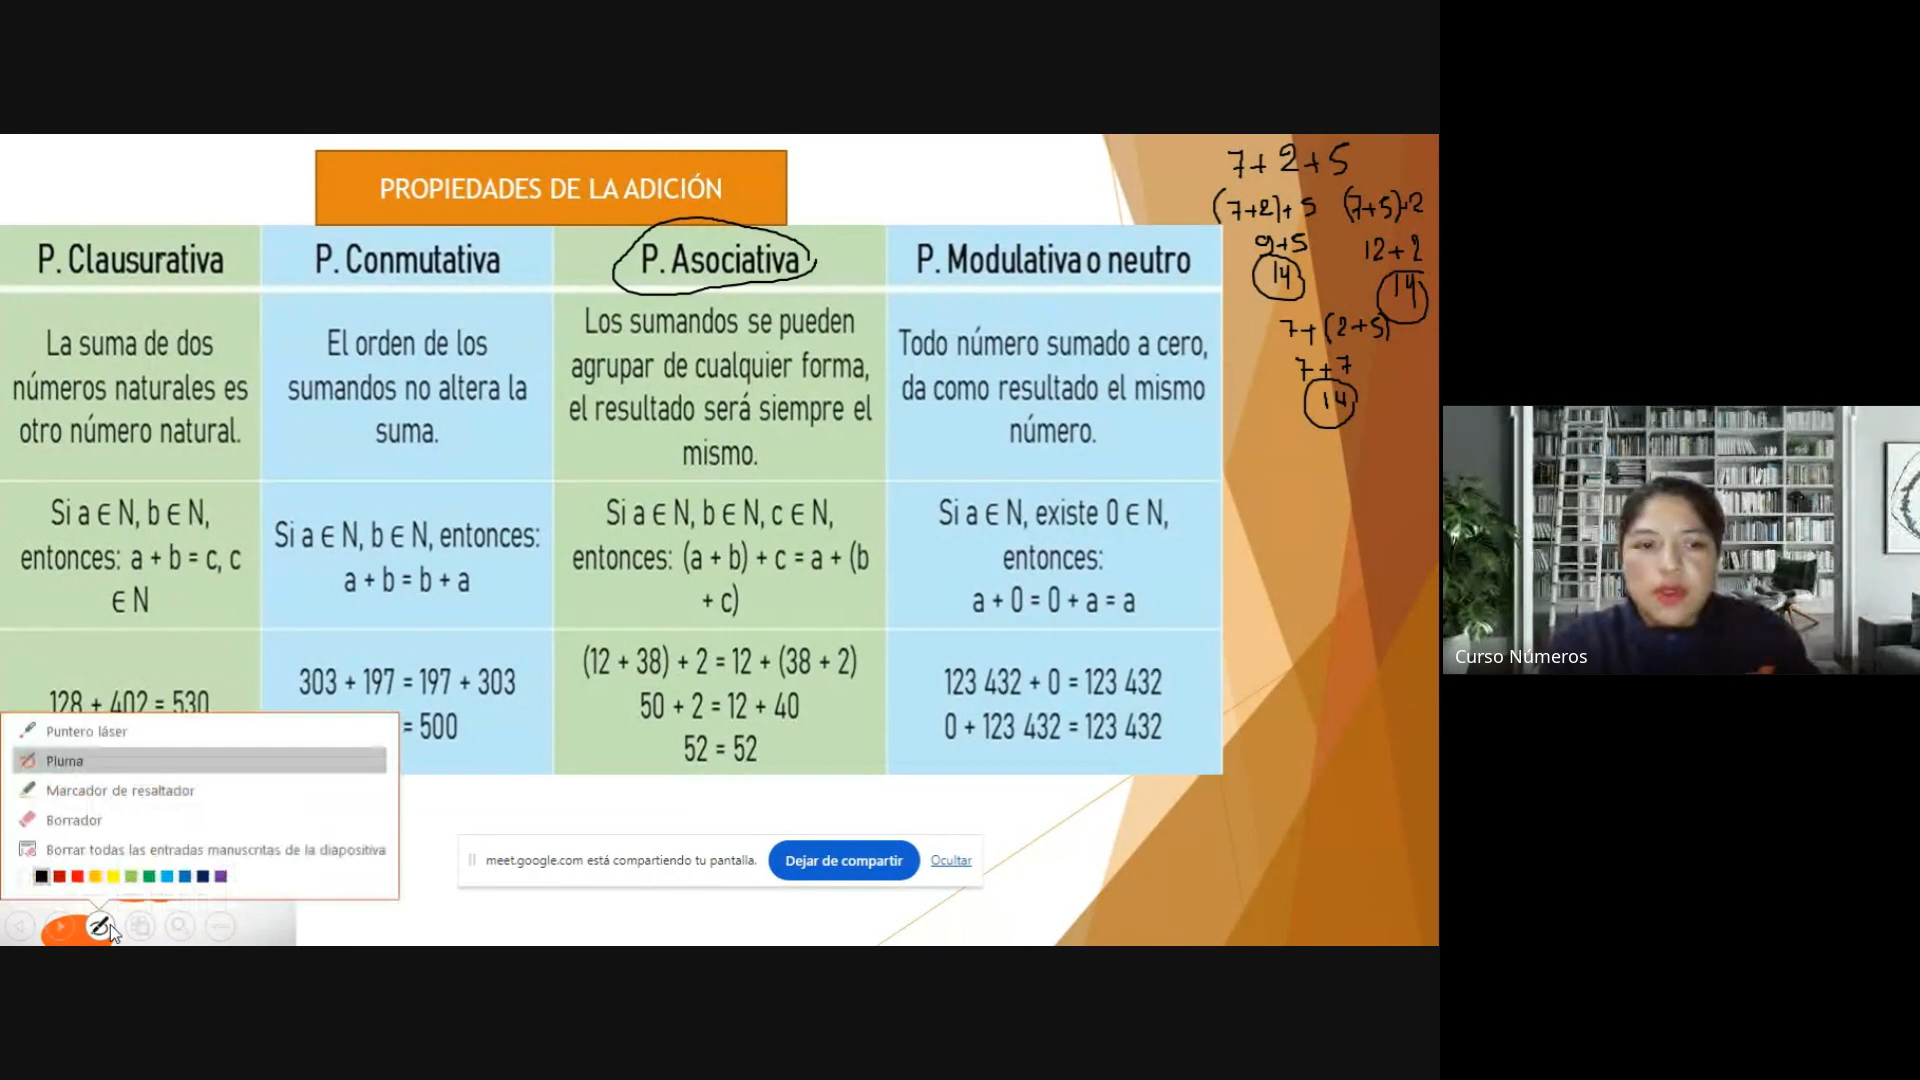 PROPIEDADES DE LA ADICIÓN
P. Clausurativa
P. Conmutativa
P. Asociativa
P. Modulativa o neutro
La suma de dos
números naturales es
otro número natural.
El orden de los
sumandos no altera la
suma.
Los sumandos se pueden
agrupar de cualquier forma,
el resultado será siempre el
mismo.
Todo número sumado a cero,
da como resultado el mismo
número.
Si a ∈ N, b ∈ N,
entonces: a + b = c, c
∈ N
Si a ∈ N, b ∈ N, entonces:
a + b = b + a
Si a ∈ N, b ∈ N, c ∈ N,
entonces: (a + b) + c = a + (b
+ c)
Si a ∈ N, existe 0 ∈ N,
entonces:
a + 0 = 0 + a = a
128 + 402 = 530
303 + 197 = 197 + 303
= 500
(12 + 38) + 2 = 12 + (38 + 2)
50 + 2 = 12 + 40
52 = 52
123 432 + 0 = 123 432
0 + 123 432 = 123 432
7+2+5
(7+2)+5
9+5
14
(7+5)+2
12+2
14
7+(2+5)
7+7
14
Puntero láser
Pluma
Marcador de resaltador
Borrador
Borrar todas las entradas manuscritas de la diapositiva
meet.google.com está compartiendo tu pantalla.
Dejar de compartir
Ocultar
Curso Números